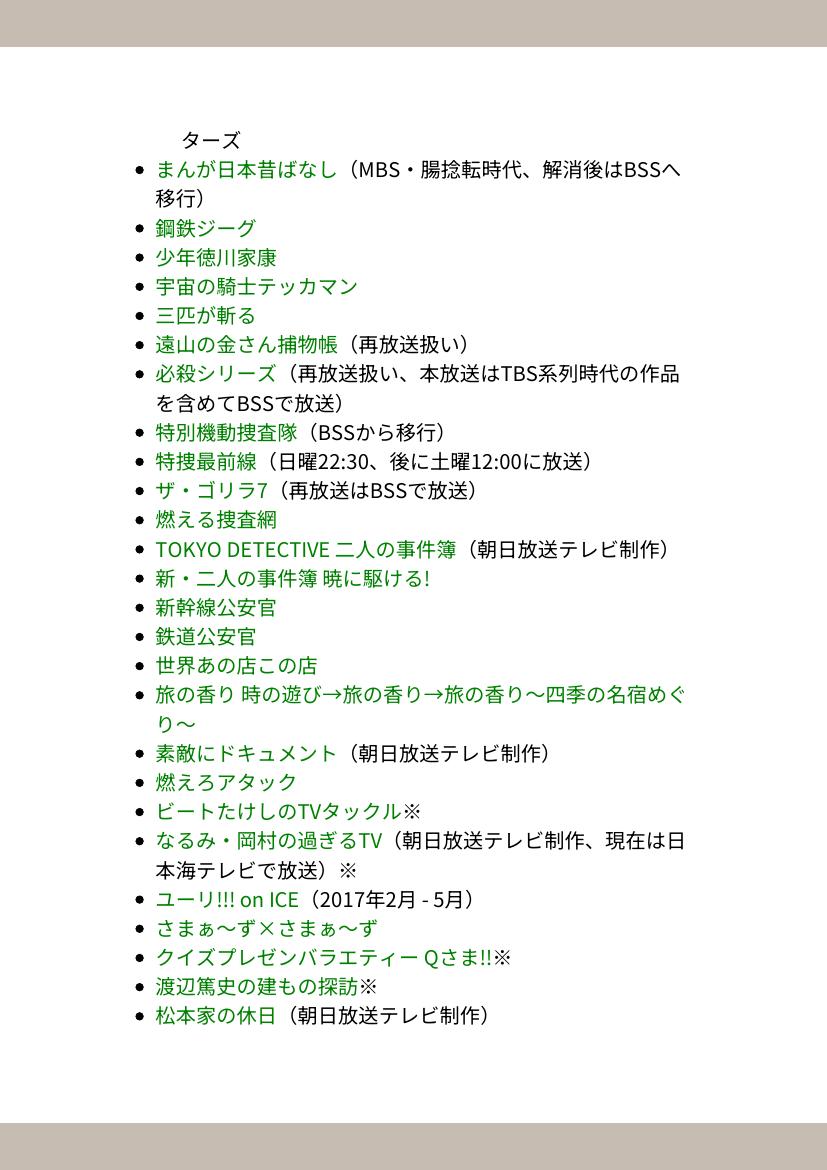 ターズ
まんが日本昔ばなし（MBS・腸捻転時代、解消後はBSSへ
移行）
鋼鉄ジーグ
少年徳川家康
宇宙の騎士テッカマン
三匹が斬る
遠山の金さん捕物帳（再放送扱い）
必殺シリーズ（再放送扱い、本放送はTBS系列時代の作品
を含めてBSSで放送）
特別機動捜査隊（BSSから移行）
特捜最前線（日曜22:30、後に土曜12:00に放送）
ザ・ゴリラ7（再放送はBSSで放送）
燃える捜査網
TOKYO DETECTIVE 二人の事件簿（朝日放送テレビ制作）
新・二人の事件簿 暁に駆ける!
新幹線公安官
鉄道公安官
世界あの店この店
旅の香り 時の遊び→旅の香り→旅の香り～四季の名宿めぐ
り～
素敵にドキュメント（朝日放送テレビ制作）
燃えろアタック
ビートたけしのTVタックル※
なるみ・岡村の過ぎるTV（朝日放送テレビ制作、現在は日
本海テレビで放送）※
ユーリ!!! on ICE（2017年2月 - 5月）
さまぁ～ず×さまぁ～ず
クイズプレゼンバラエティー Qさま!!※
渡辺篤史の建もの探訪※
松本家の休日（朝日放送テレビ制作）